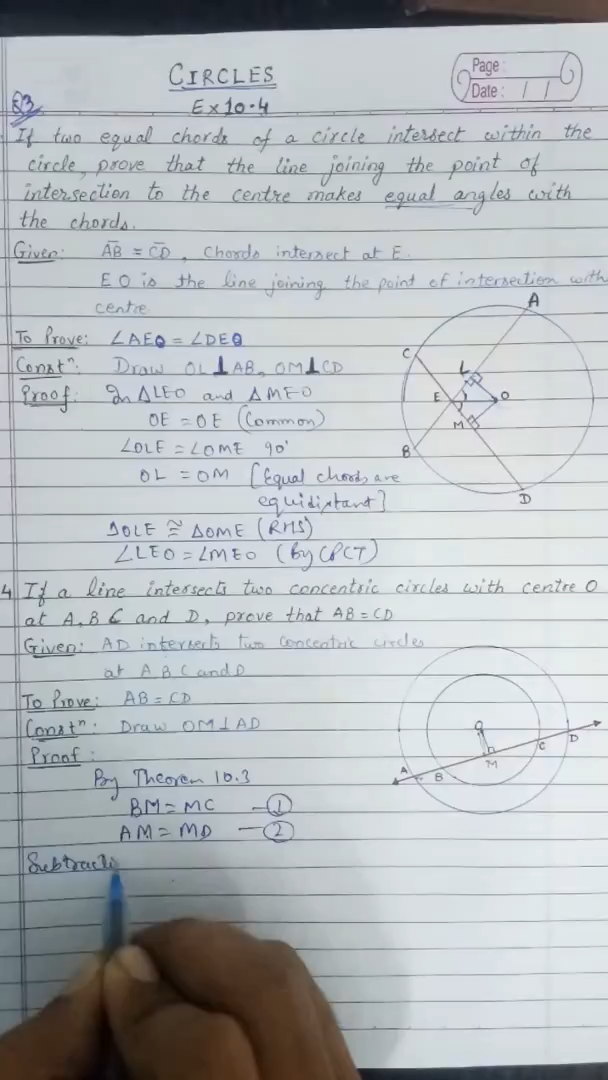 CIRCLES
Page :
Date : / /
Q3
Ex 10.4
If two equal chords of a circle intersect within the
circle, prove that the line joining the point of
intersection to the centre makes equal angles with
the chords.
Given: AB = CD, Chords intersect at E.
EO is the line joining the point of intersection with
centre
To Prove: ∠AEO = ∠DEO
Constⁿ: Draw OL⊥AB, OM⊥CD
Proof: In ΔLEO and ΔMEO
OE = OE (Common)
∠OLE = ∠OME 90°
OL = OM [Equal chords are
equidistant]
ΔOLE ≅ ΔOME (RHS)
∠LEO = ∠MEO (By CPCT)
A
C
L
E
O
M
B
D
4 If a line intersects two concentric circles with centre O
at A, B C and D, prove that AB = CD
Given: AD intersects two concentric circles
at A B C and D
To Prove: AB = CD
Constⁿ: Draw OM⊥AD
Proof:
By Theorem 10.3
BM = MC —①
AM = MD —②
Subtracti
O
D
C
M
A
B